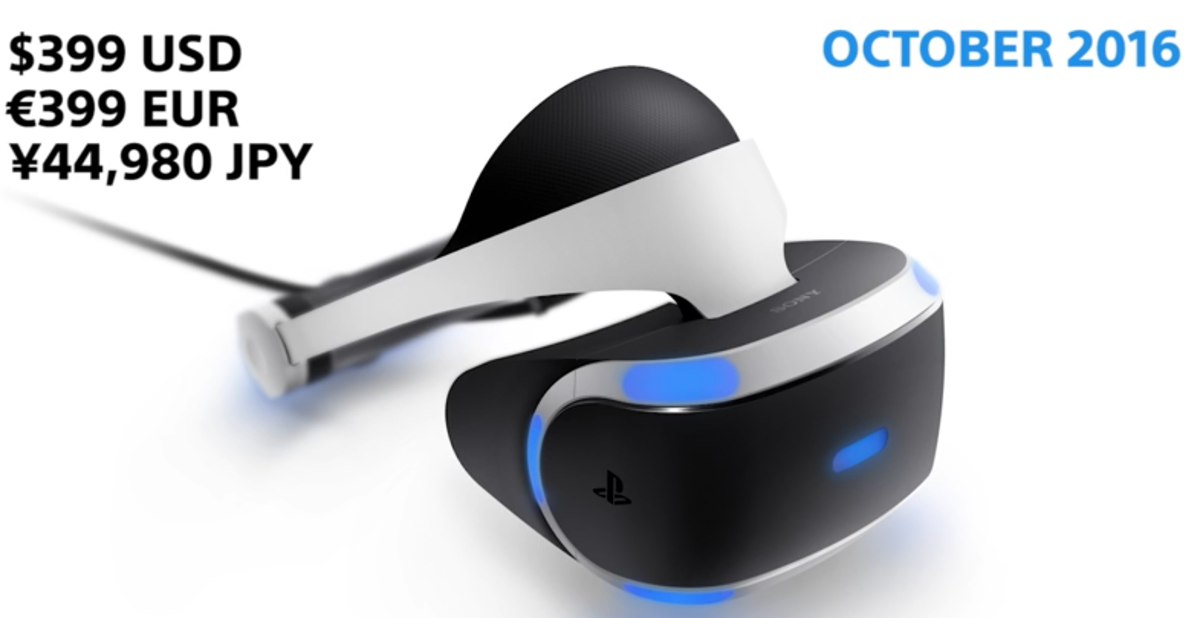 $399 USD
€399 EUR
¥44,980 JPY
OCTOBER 2016
SONY